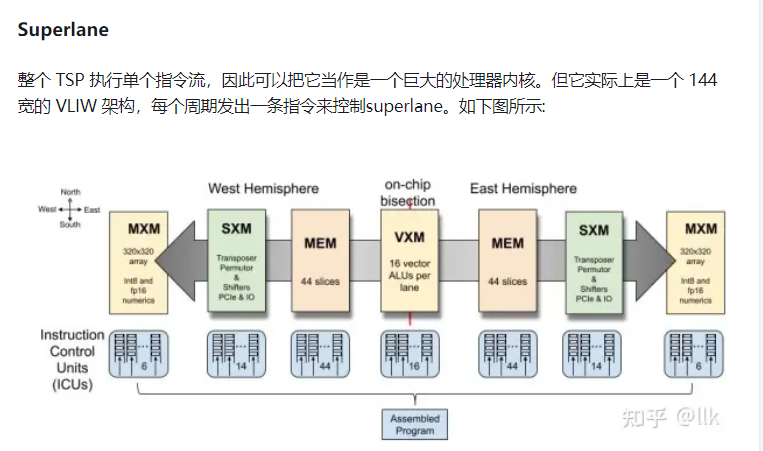 Superlane
整个 TSP 执行单个指令流，因此可以把它当作是一个巨大的处理器内核。但它实际上是一个 144
宽的 VLIW 架构，每个周期发出一条指令来控制superlane。如下图所示:
North
West
East
South
West Hemisphere
on-chip
bisection
East Hemisphere
MXM
320x320
array
Int8 and
fp16
numerics
SXM
Transposer
Permutor
&
Shifters
PCIe & IO
MEM
44 slices
VXM
16 vector
ALUs per
lane
MEM
44 slices
SXM
Transposer
Permutor
&
Shifters
PCIe & IO
MXM
320x320
array
Int8 and
fp16
numerics
Instruction
Control
Units
(ICUs)
6
14
44
16
44
14
6
Assembled
Program
知乎 @llk